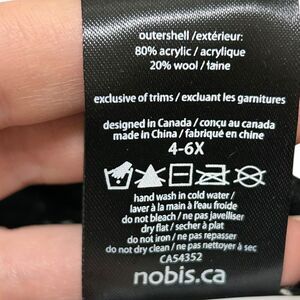 outershell / extérieur:
80% acrylic / acrylique
20% wool / laine
exclusive of trims / excluant les garnitures
designed in Canada / conçu au canada
made in China / fabriqué en chine
4-6X
hand wash in cold water /
laver à la main à l'eau froide
do not bleach / ne pas javelliser
dry flat / secher à plat
do not iron / ne pas repasser
do not dry clean / ne pas nettoyer à sec
CA54352
nobis.ca